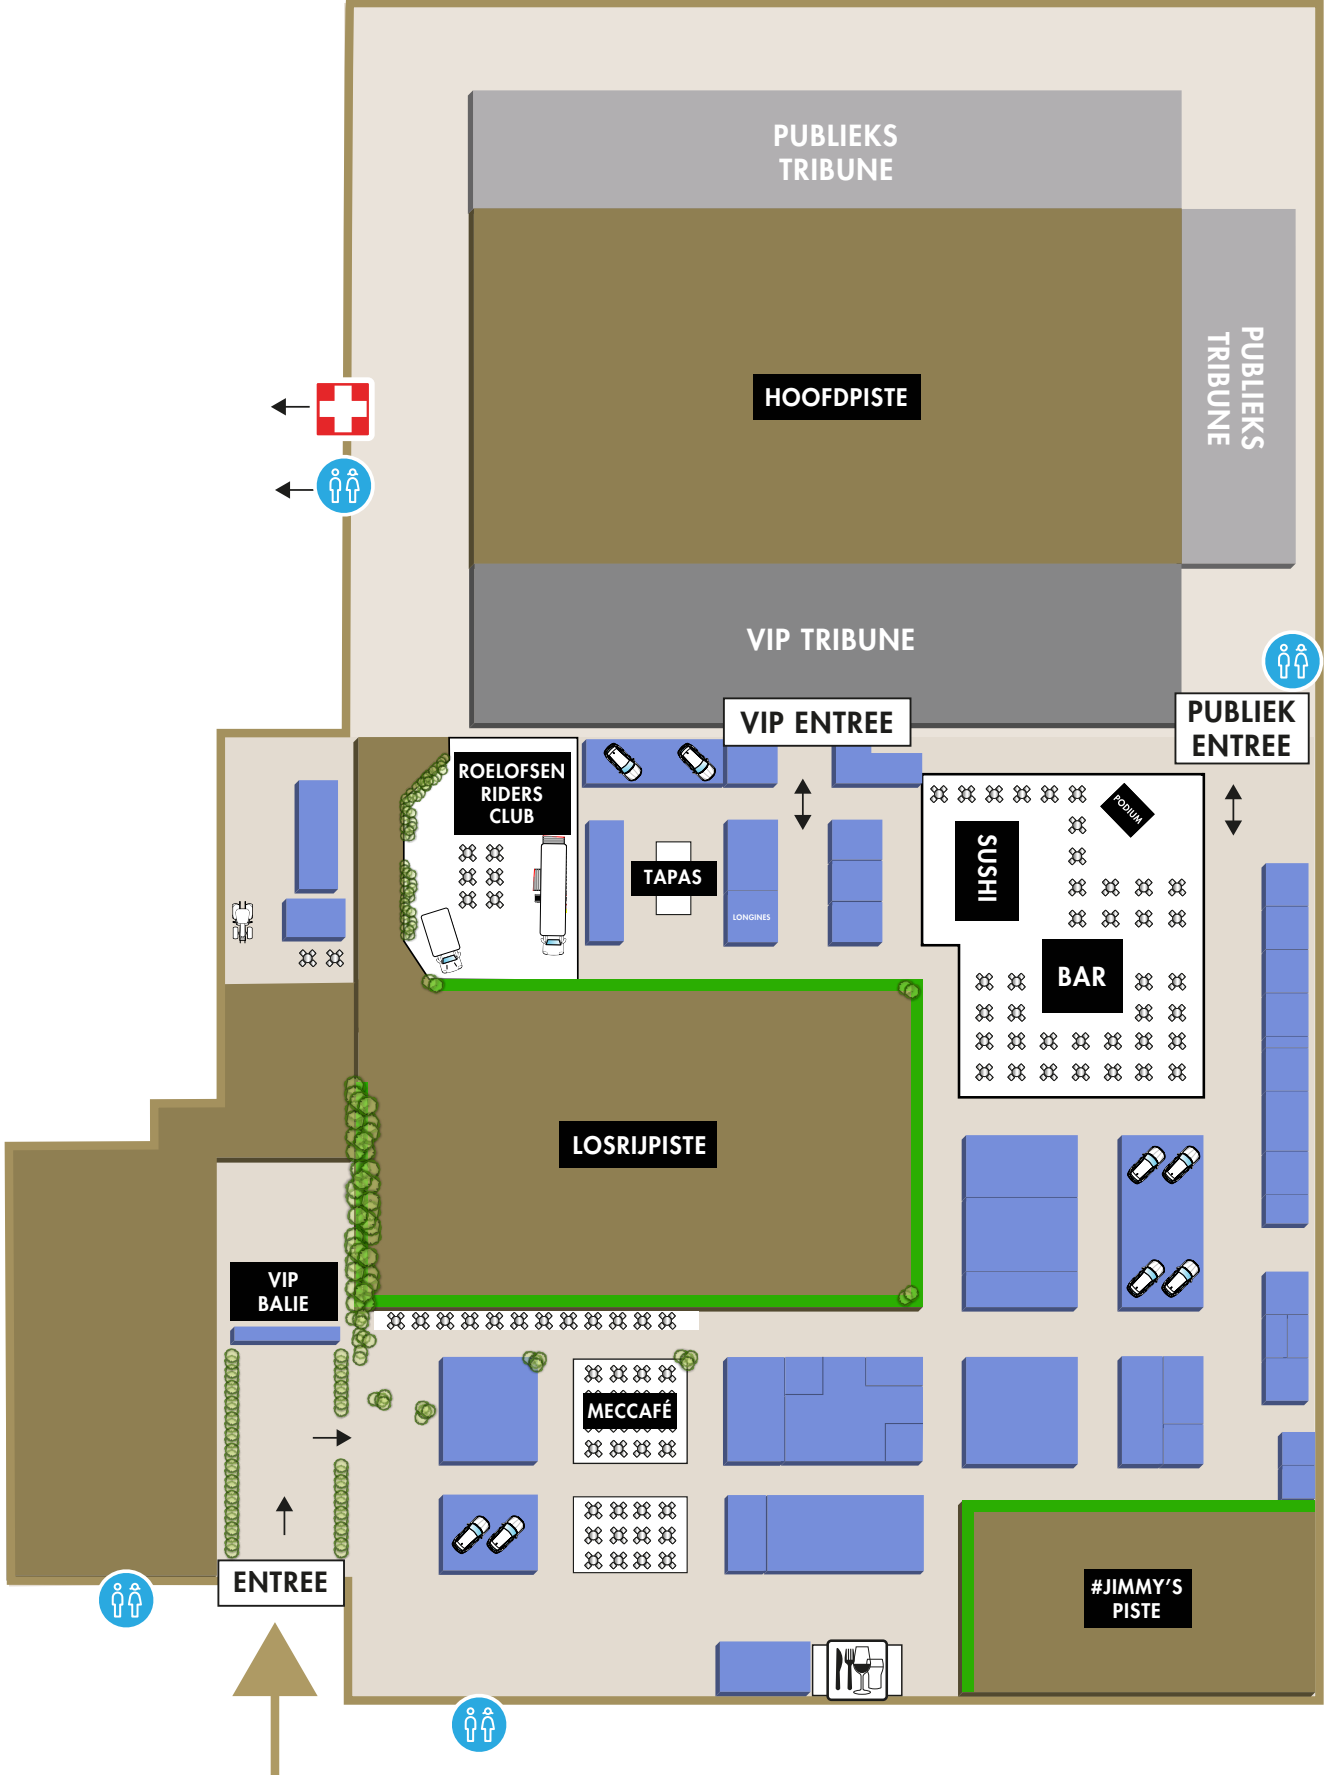 PUBLIEKS
TRIBUNE
HOOFDPISTE
PUBLIEKS
TRIBUNE
VIP TRIBUNE
VIP ENTREE
PUBLIEK
ENTREE
ROELOFSEN
RIDERS
CLUB
PODIUM
SUSHI
TAPAS
LONGINES
BAR
LOSRIJPISTE
VIP
BALIE
MECCAFÉ
ENTREE
#JIMMY'S
PISTE